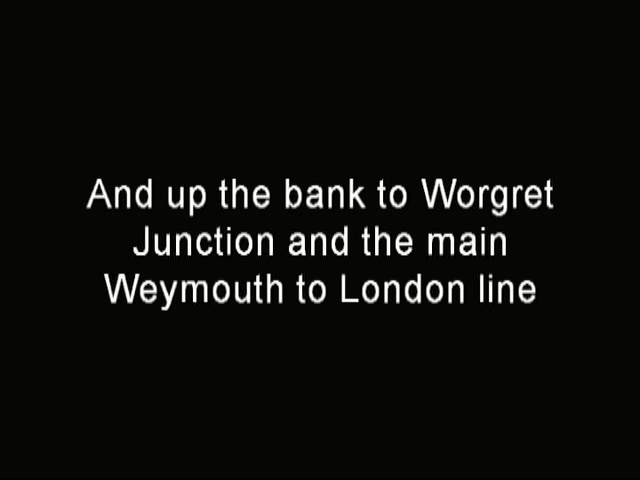 And up the bank to Worgret
Junction and the main
Weymouth to London line